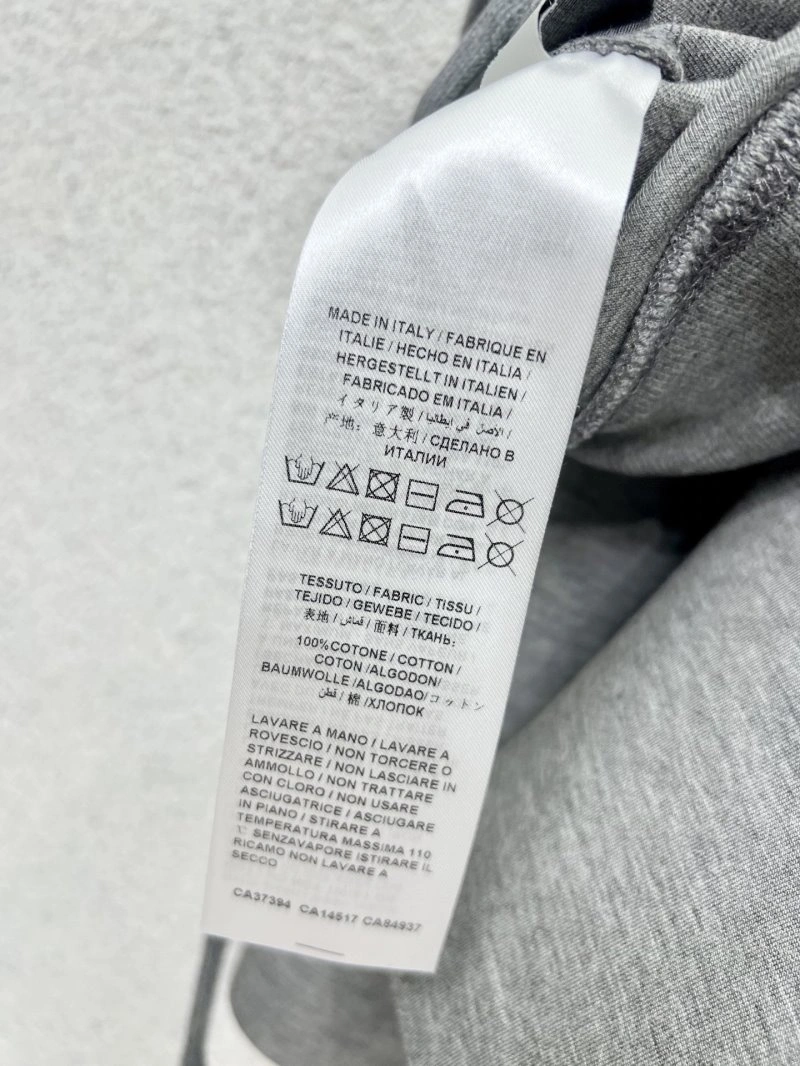 MADE IN ITALY / FABRIQUE EN
ITALIE / HECHO EN ITALIA /
HERGESTELLT IN ITALIEN /
FABRICADO EM ITALIA /
イタリア製 / الاصل في ايطاليا /
产地: 意大利 / СДЕЛАНО В
ИТАЛИИ
TESSUTO / FABRIC / TISSU /
TEJIDO / GEWEBE / TECIDO /
表地 / قماش / 面料 / ТКАНЬ:
100%COTONE / COTTON /
COTON /ALGODON/
BAUMWOLLE /ALGODAO/コットン
قطن / 棉 /ХЛОПОК
LAVARE A MANO / LAVARE A
ROVESCIO / NON TORCERE O
STRIZZARE / NON LASCIARE IN
AMMOLLO / NON TRATTARE
CON CLORO / NON USARE
ASCIUGATRICE / ASCIUGARE
IN PIANO / STIRARE A
TEMPERATURA MASSIMA 110
℃ SENZAVAPORE ISTIRARE IL
RICAMO NON LAVARE A
SECCO
CA37394 CA14517 CA84937